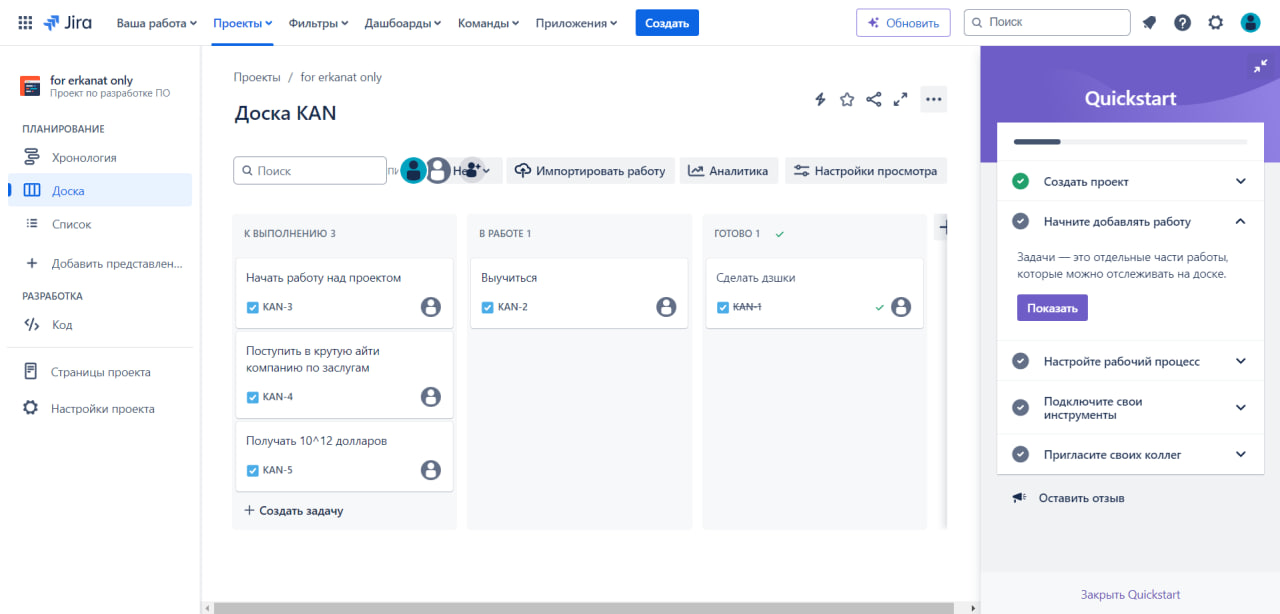 Jira
Ваша работа
Проекты
Фильтры
Дашбоарды
Команды
Приложения
Создать
Обновить
Поиск
for erkanat only
Проект по разработке ПО
ПЛАНИРОВАНИЕ
Хронология
Доска
Список
Добавить представлен...
РАЗРАБОТКА
Код
Страницы проекта
Настройки проекта
Проекты / for erkanat only
Доска KAN
Поиск
Импортировать работу
Аналитика
Настройки просмотра
К ВЫПОЛНЕНИЮ 3
Начать работу над проектом
KAN-3
Поступить в крутую айти
компанию по заслугам
KAN-4
Получать 10^12 долларов
KAN-5
Создать задачу
В РАБОТЕ 1
Выучиться
KAN-2
ГОТОВО 1
Сделать дзшки
KAN-1
Quickstart
Создать проект
Начните добавлять работу
Задачи — это отдельные части работы,
которые можно отслеживать на доске.
Показать
Настройте рабочий процесс
Подключите свои
инструменты
Пригласите своих коллег
Оставить отзыв
Закрыть Quickstart